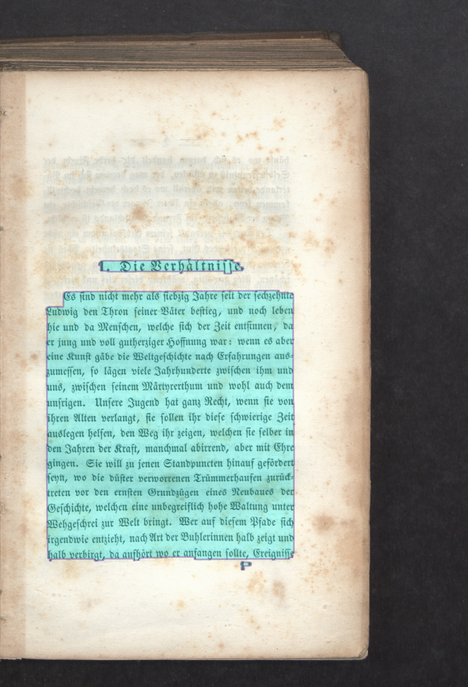 1. Die Verhältnisse.
Es sind nicht mehr als siebzig Jahre seit der sechzehnte
Ludwig den Thron seiner Väter bestieg, und noch leben
hie und da Menschen, welche sich der Zeit entsinnen, da
er jung und voll gutherziger Hoffnung war: wenn es aber
eine Kunst gäbe die Weltgeschichte nach Erfahrungen aus-
zumessen, so lägen viele Jahrhunderte zwischen ihm und
uns, zwischen seinem Märtyrerthum und wohl auch dem
unsrigen. Unsere Jugend hat ganz Recht, wenn sie von
ihren Alten verlangt, sie sollen ihr diese schwierige Zeit
auslegen helfen, den Weg ihr zeigen, welchen sie selber in
den Jahren der Kraft, manchmal abirrend, aber mit Ehre
gingen. Sie will zu jenen Standpuncten hinauf gefördert
seyn, wo die düster verworrenen Trümmerhaufen zurück-
treten vor den ernsten Grundzügen eines Neubaues der
Geschichte, welchen eine unbegreiflich hohe Waltung unter
Wehgeschrei zur Welt bringt. Wer auf diesem Pfade sich
irgendwie entzieht, nach Art der Buhlerinnen halb zeigt und
halb verbirgt, da aufhört wo er anfangen sollte, Ereignisse
P